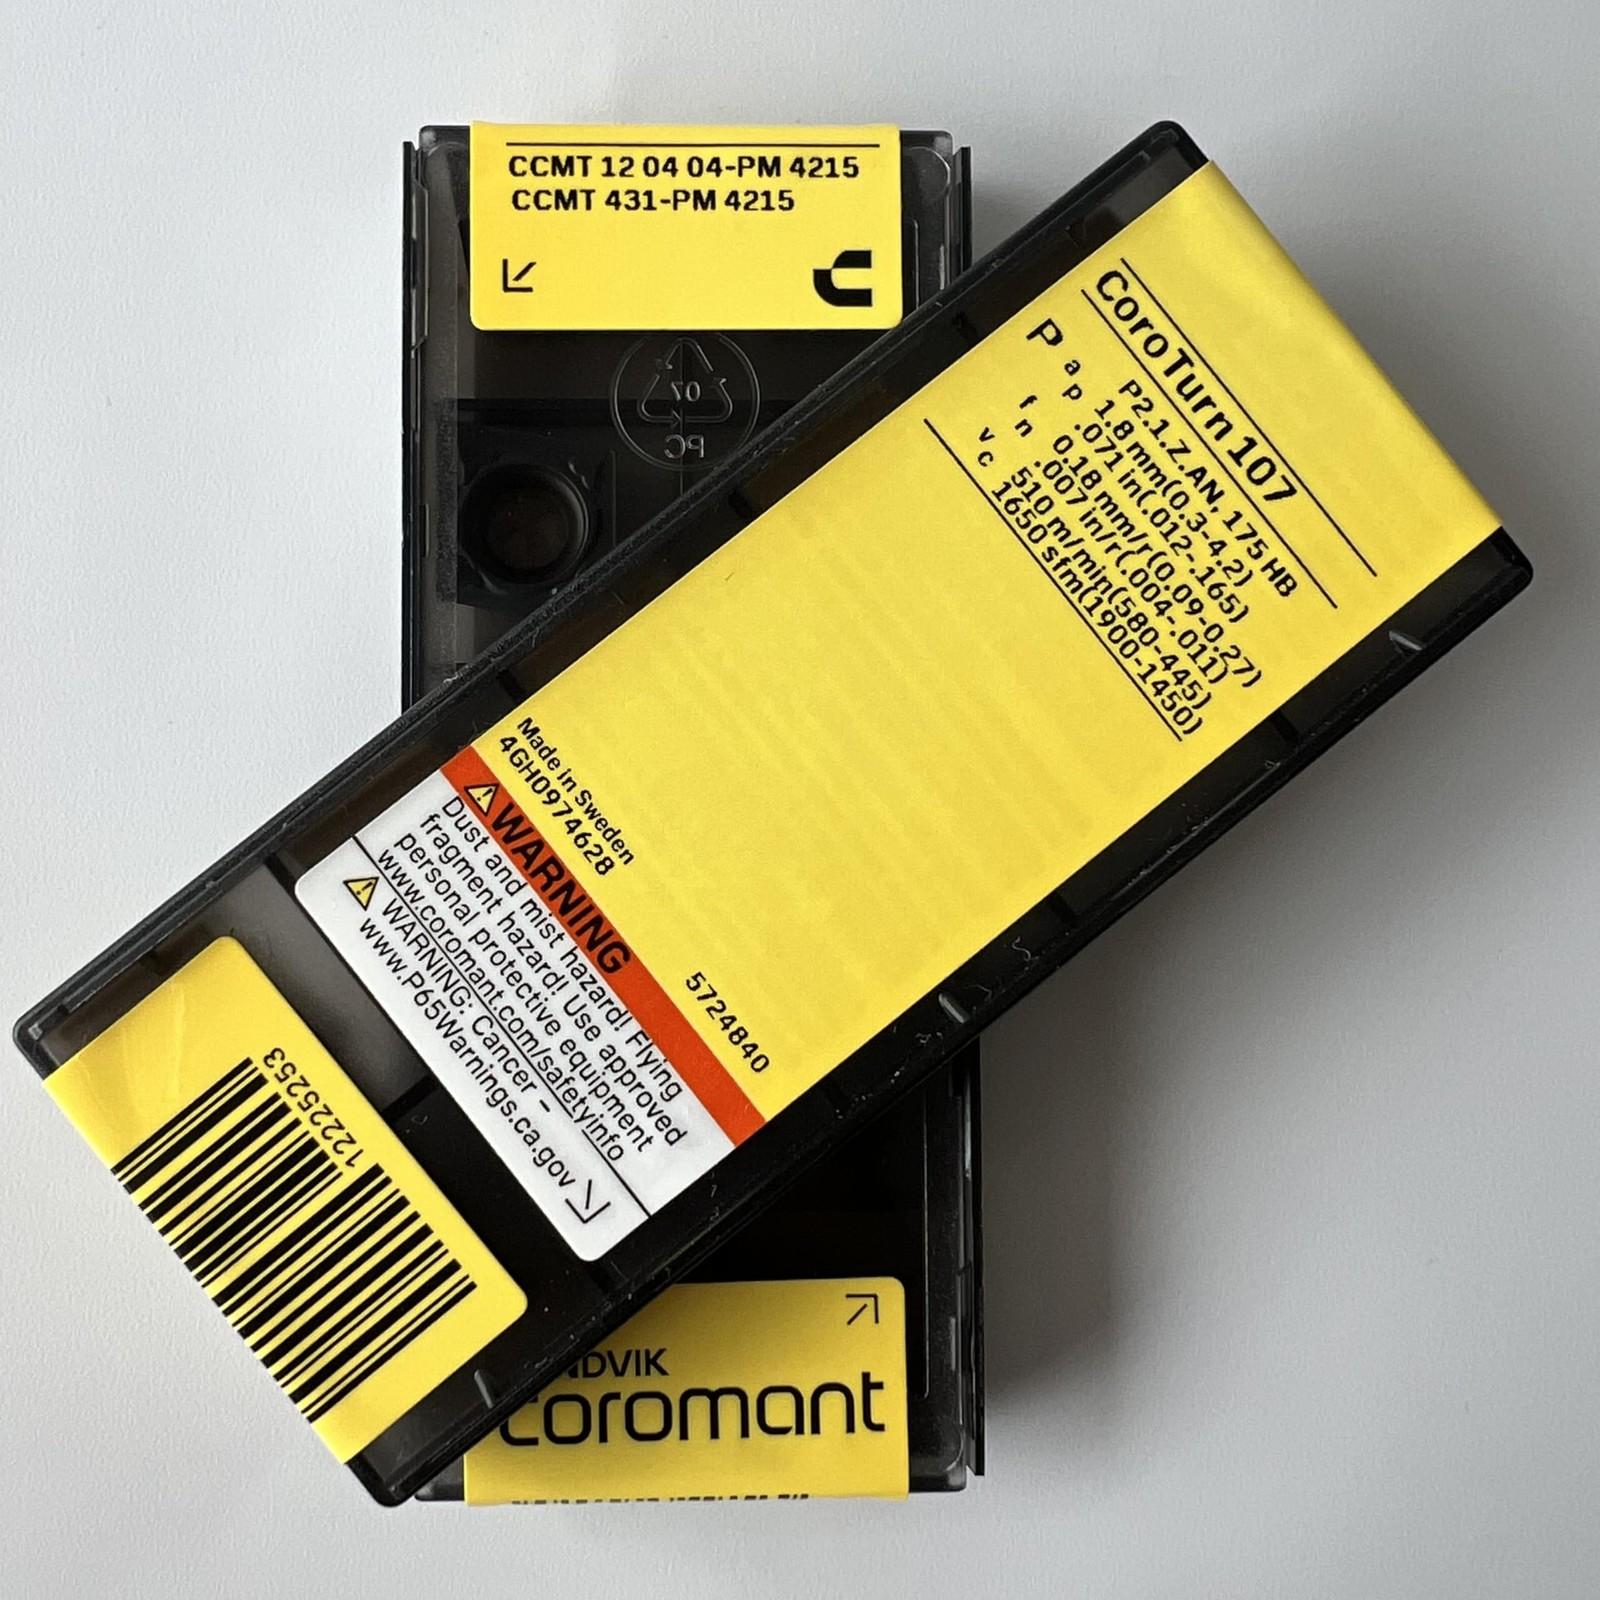 CCMT 12 04 04-PM 4215
CCMT 431-PM 4215
07
PC
CoroTurn 107
P P2.1.Z.AN, 175 HB
ap 1.8 mm(0.3-4.2)
.071 in(.012-.165)
fn 0.18 mm/r(0.09-0.27)
.007 in/r(.004-.011)
vc 510 m/min(580-445)
1650 sfm(1900-1450)
Made in Sweden
4GH0974628
5724840
WARNING
Dust and mist hazard! Flying
fragment hazard! Use approved
personal protective equipment
www.coromant.com/safetyinfo
WARNING: Cancer –
www.P65Warnings.ca.gov
12225253
NDVIK
coromant